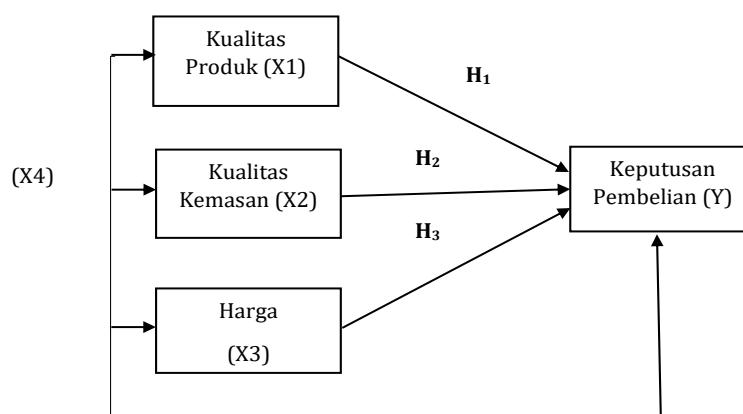 Kualitas
Produk (X1)
H₁
(X4)
Kualitas
Kemasan (X2)
H₂
Keputusan
Pembelian (Y)
H₃
Harga
(X3)